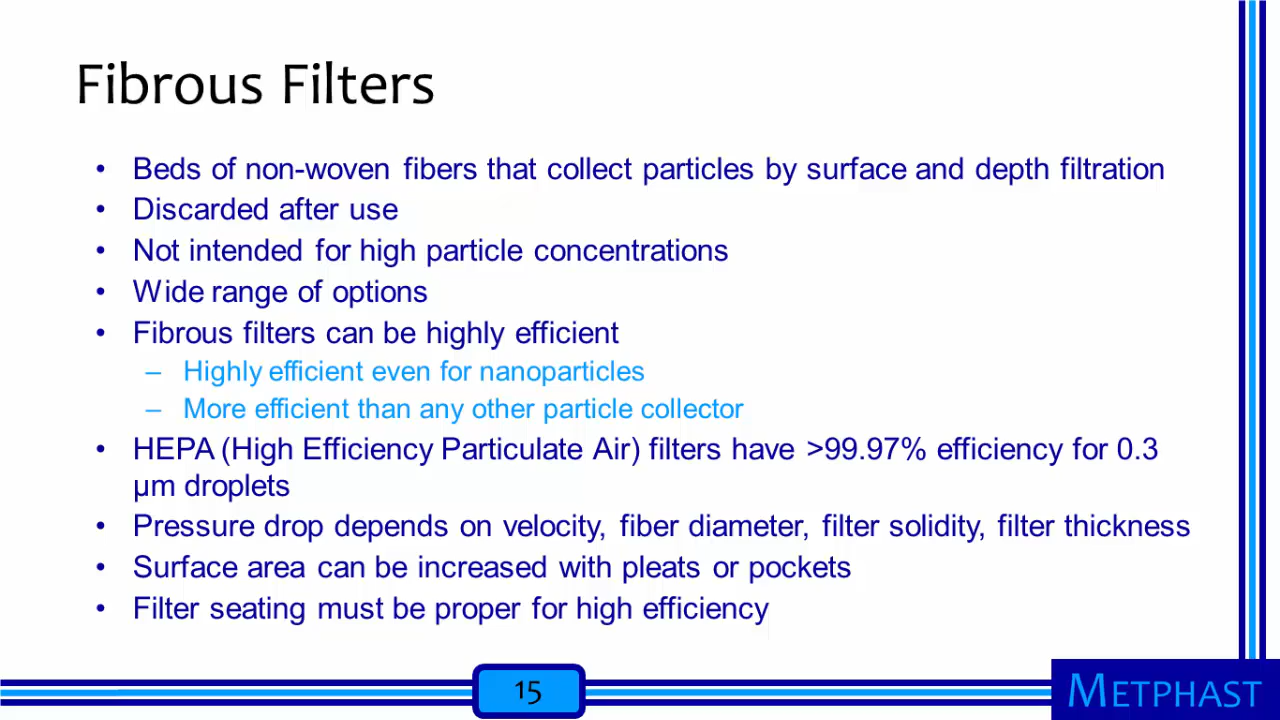 Fibrous Filters
• Beds of non-woven fibers that collect particles by surface and depth filtration
• Discarded after use
• Not intended for high particle concentrations
• Wide range of options
• Fibrous filters can be highly efficient
– Highly efficient even for nanoparticles
– More efficient than any other particle collector
• HEPA (High Efficiency Particulate Air) filters have >99.97% efficiency for 0.3
µm droplets
• Pressure drop depends on velocity, fiber diameter, filter solidity, filter thickness
• Surface area can be increased with pleats or pockets
• Filter seating must be proper for high efficiency
15
METPHAST